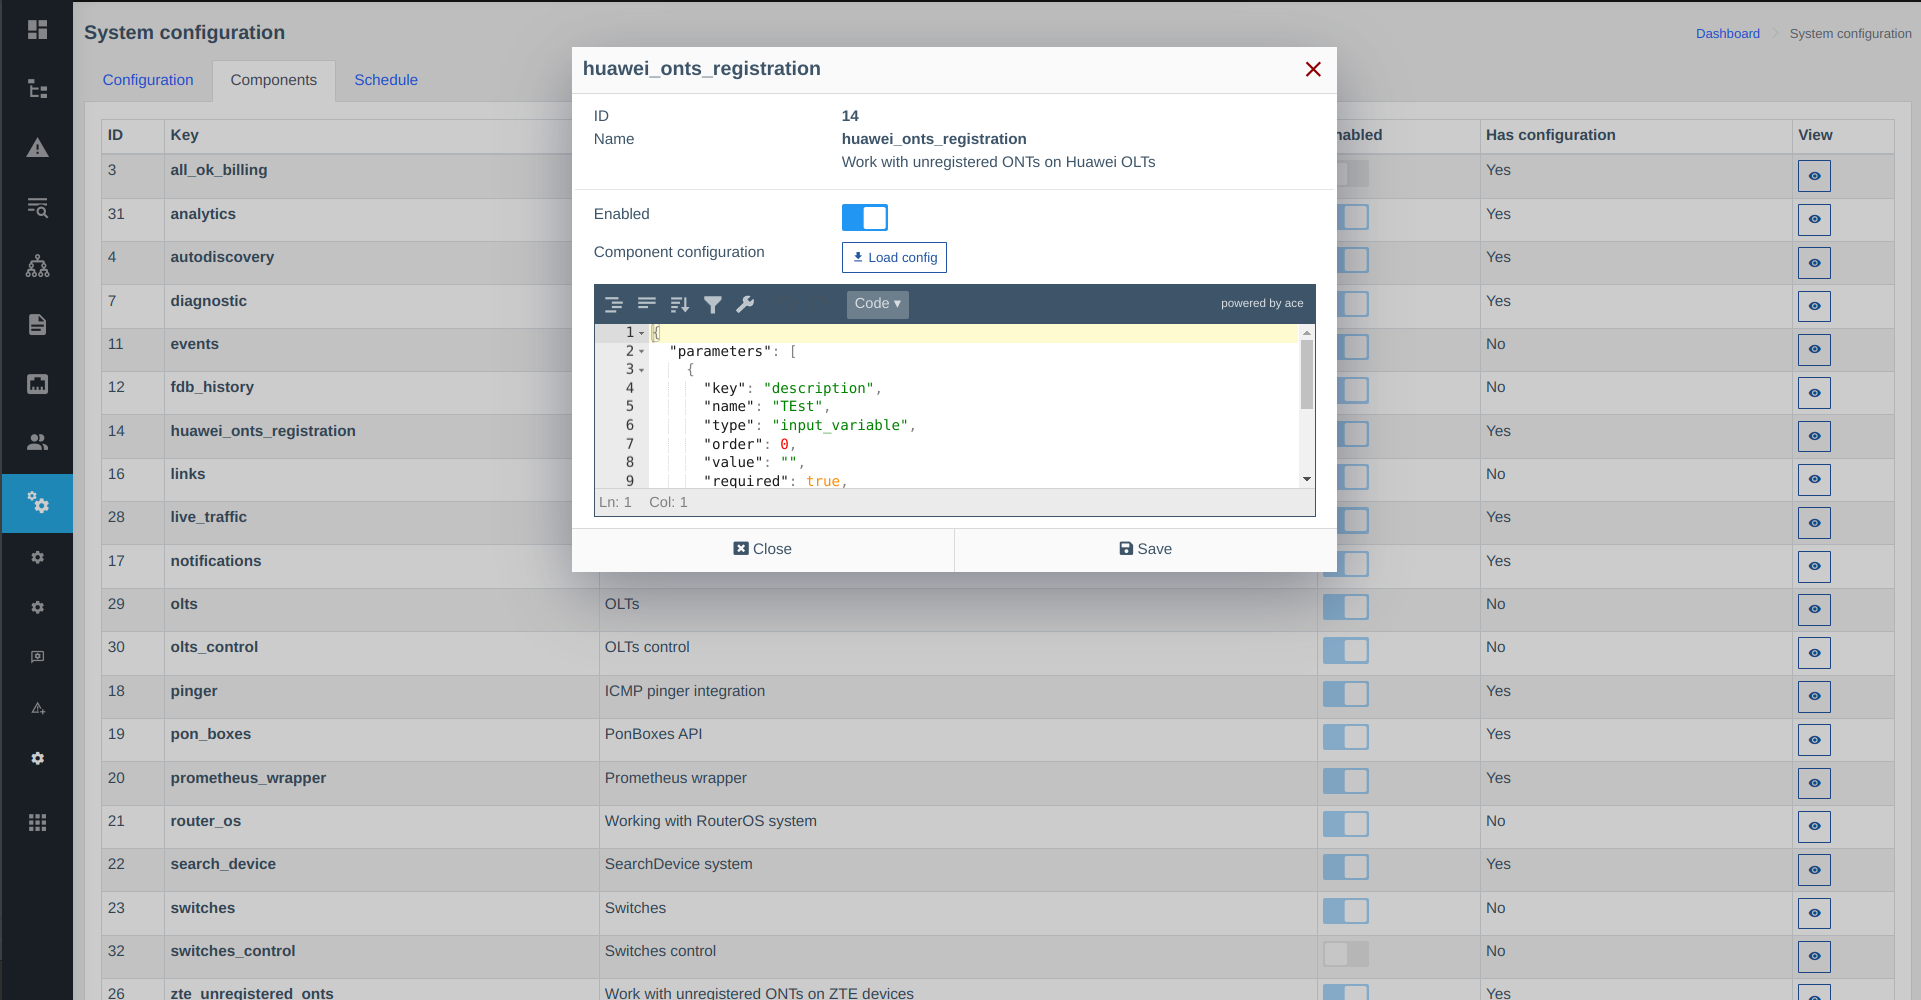 System configuration
Dashboard
System configuration
Configuration
Components
Schedule
huawei_onts_registration
ID
14
Name
huawei_onts_registration
Work with unregistered ONTs on Huawei OLTs
Enabled
Component configuration
Load config
Code ▾
powered by ace
1 {
2 "parameters": [
3 {
4 "key": "description",
5 "name": "TEst",
6 "type": "input_variable",
7 "order": 0,
8 "value": "",
9 "required": true,
Ln: 1 Col: 1
Close
Save
ID Key nabled Has configuration View
3 all_ok_billing Yes
31 analytics Yes
4 autodiscovery Yes
7 diagnostic Yes
11 events No
12 fdb_history No
14 huawei_onts_registration Yes
16 links No
28 live_traffic Yes
17 notifications Yes
29 olts OLTs No
30 olts_control OLTs control No
18 pinger ICMP pinger integration Yes
19 pon_boxes PonBoxes API Yes
20 prometheus_wrapper Prometheus wrapper Yes
21 router_os Working with RouterOS system No
22 search_device SearchDevice system Yes
23 switches Switches No
32 switches_control Switches control No
26 zte_unregistered_onts Work with unregistered ONTs on ZTE devices Yes